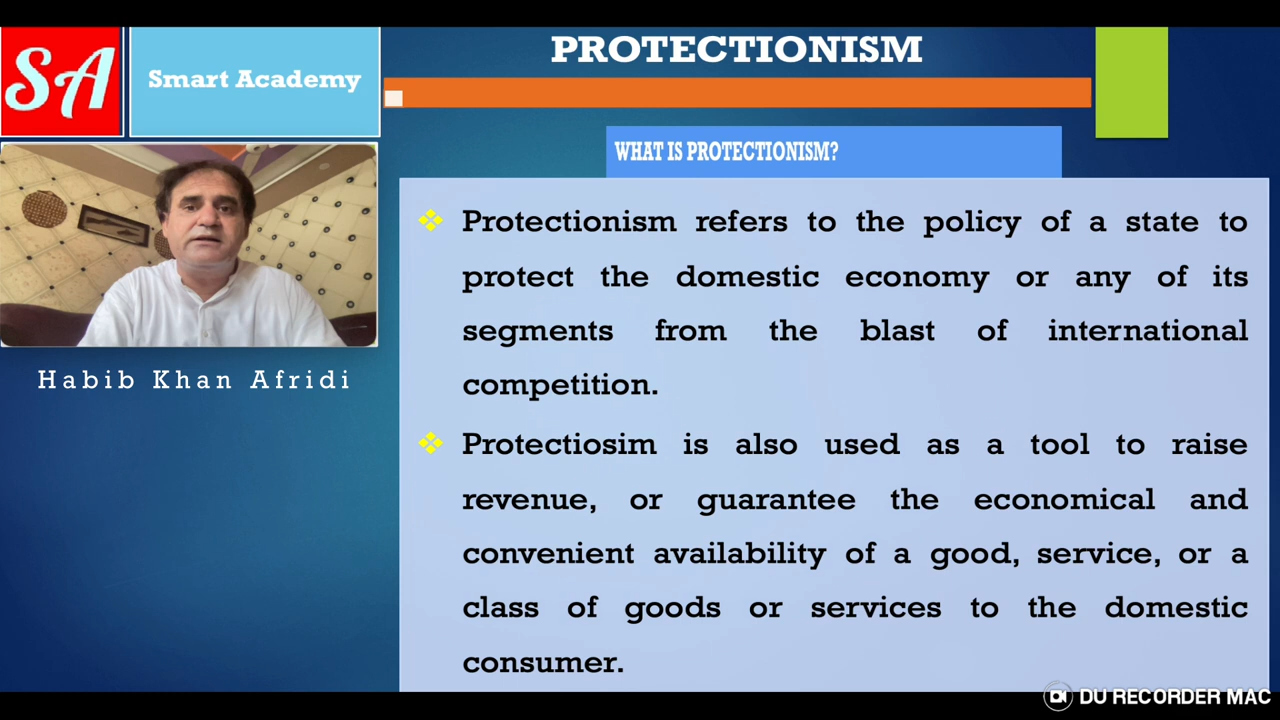 PROTECTIONISM
SA
Smart Academy
WHAT IS PROTECTIONISM?
Habib Khan Afridi
Protectionism refers to the policy of a state to
protect the domestic economy or any of its
segments from the blast of international
competition.
Protectiosim is also used as a tool to raise
revenue, or guarantee the economical and
convenient availability of a good, service, or a
class of goods or services to the domestic
consumer.
DU RECORDER MAC